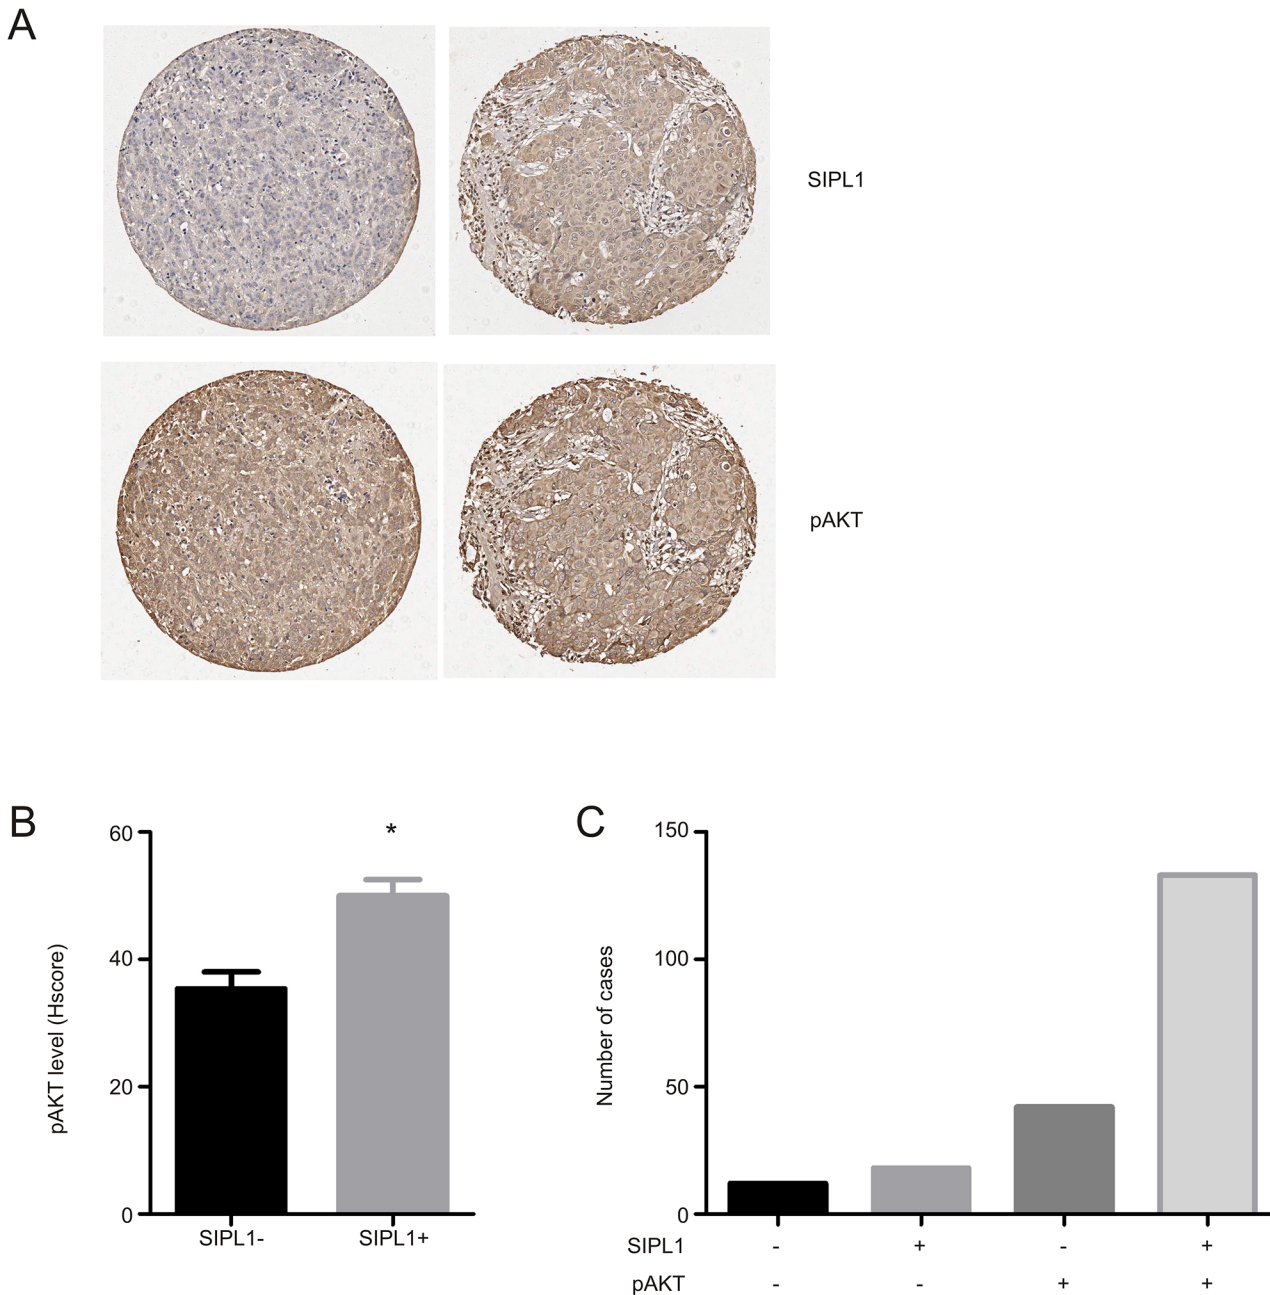 A
SIPL1
pAKT
B
60
*
40
20
0
pAKT level (Hscore)
SIPL1-
SIPL1+
C
150
100
50
0
Number of cases
SIPL1 - + - +
pAKT - - + +